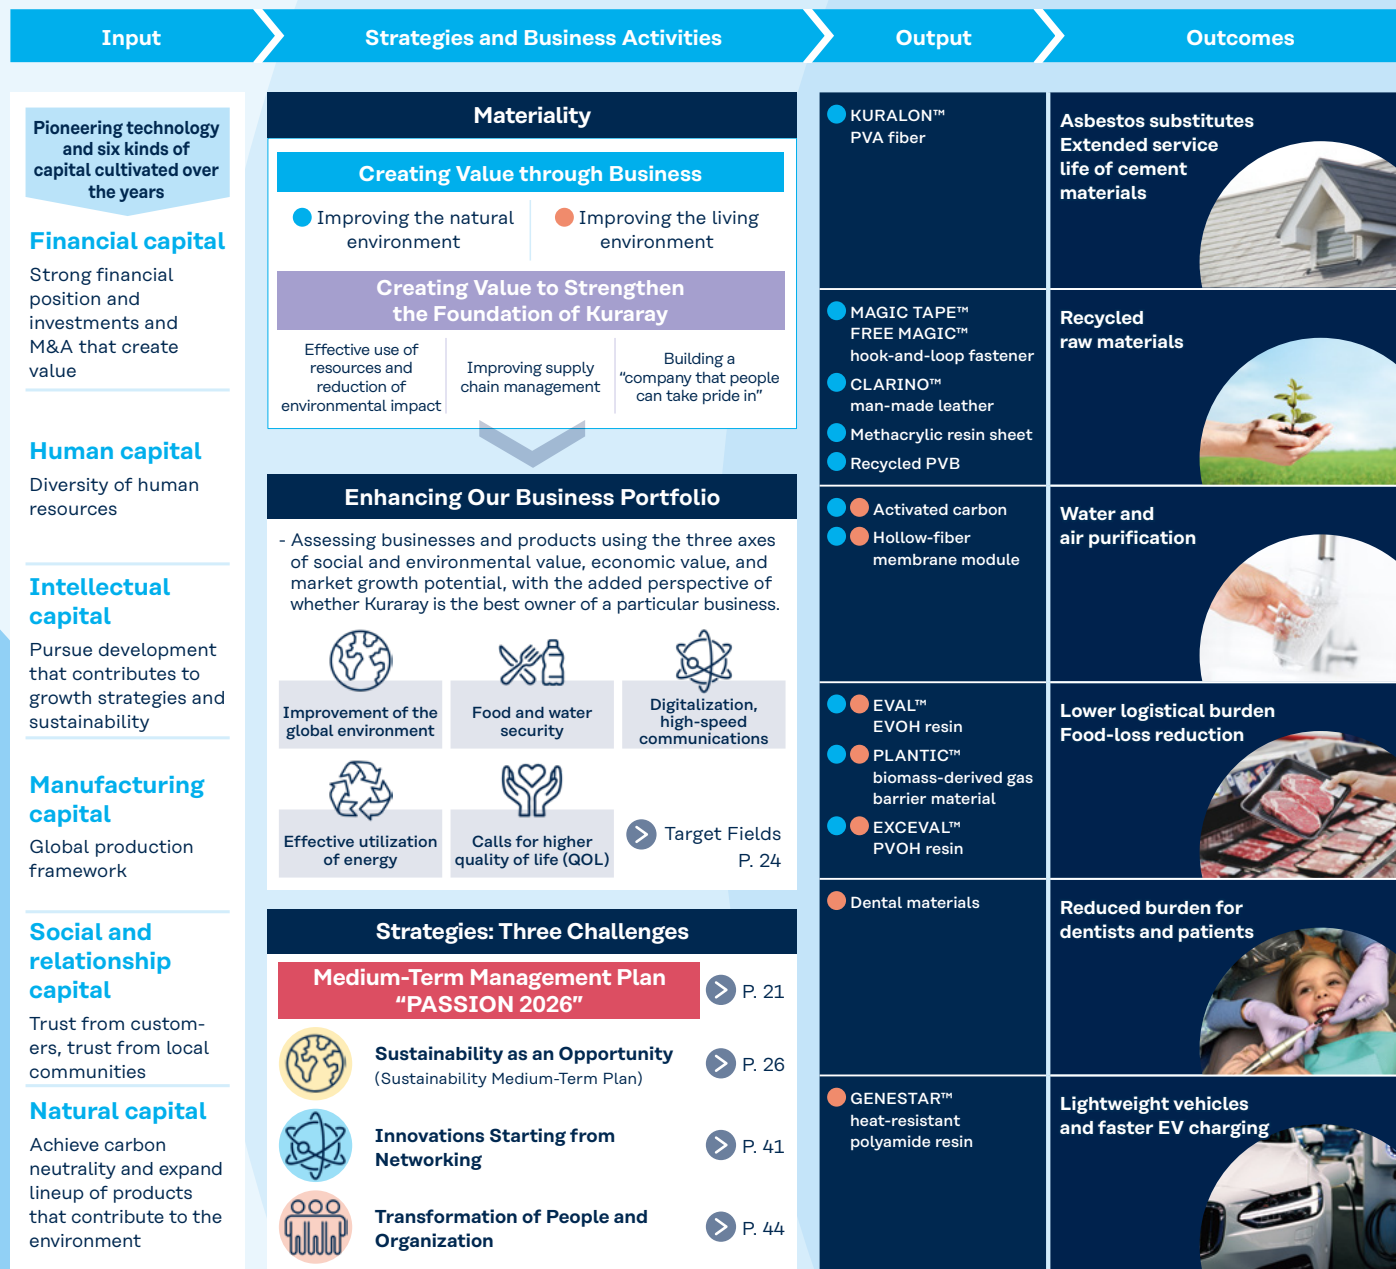 Input
Strategies and Business Activities
Output
Outcomes
Pioneering technology
and six kinds of
capital cultivated over
the years
Financial capital
Strong financial
position and
investments and
M&A that create
value
Human capital
Diversity of human
resources
Intellectual
capital
Pursue development
that contributes to
growth strategies and
sustainability
Manufacturing
capital
Global production
framework
Social and
relationship
capital
Trust from custom-
ers, trust from local
communities
Natural capital
Achieve carbon
neutrality and expand
lineup of products
that contribute to the
environment
Materiality
Creating Value through Business
Improving the natural
environment
Improving the living
environment
Creating Value to Strengthen
the Foundation of Kuraray
Effective use of
resources and
reduction of
environmental impact
Improving supply
chain management
Building a
“company that people
can take pride in”
Enhancing Our Business Portfolio
- Assessing businesses and products using the three axes
of social and environmental value, economic value, and
market growth potential, with the added perspective of
whether Kuraray is the best owner of a particular business.
Improvement of the
global environment
Food and water
security
Digitalization,
high-speed
communications
Effective utilization
of energy
Calls for higher
quality of life (QOL)
Target Fields
P. 24
Strategies: Three Challenges
Medium-Term Management Plan
“PASSION 2026”
P. 21
Sustainability as an Opportunity
(Sustainability Medium-Term Plan)
P. 26
Innovations Starting from
Networking
P. 41
Transformation of People and
Organization
P. 44
KURALON™
PVA fiber
Asbestos substitutes
Extended service
life of cement
materials
MAGIC TAPE™
FREE MAGIC™
hook-and-loop fastener
CLARINO™
man-made leather
Methacrylic resin sheet
Recycled PVB
Recycled
raw materials
Activated carbon
Hollow-fiber
membrane module
Water and
air purification
EVAL™
EVOH resin
PLANTIC™
biomass-derived gas
barrier material
EXCEVAL™
PVOH resin
Lower logistical burden
Food-loss reduction
Dental materials
Reduced burden for
dentists and patients
GENESTAR™
heat-resistant
polyamide resin
Lightweight vehicles
and faster EV charging